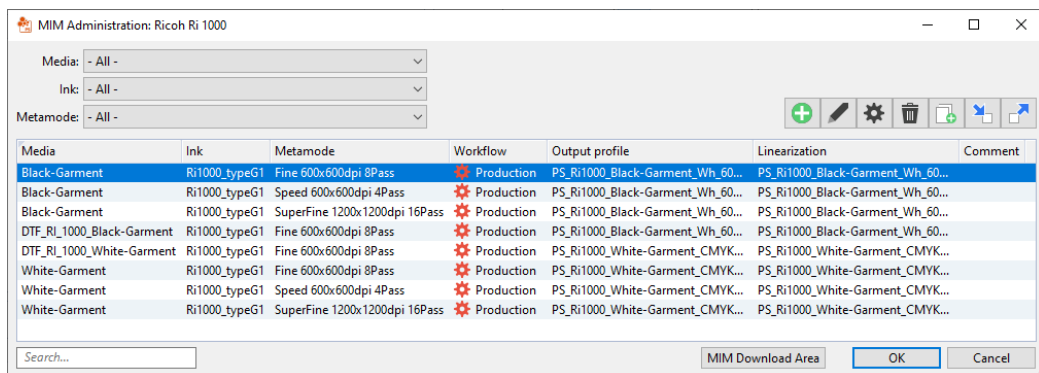 MIM Administration: Ricoh Ri 1000
Media: - All -
Ink: - All -
Metamode: - All -
Media Ink Metamode Workflow Output profile Linearization Comment
Black-Garment Ri1000_typeG1 Fine 600x600dpi 8Pass Production PS_Ri1000_Black-Garment_Wh_60... PS_Ri1000_Black-Garment_Wh_60...
Black-Garment Ri1000_typeG1 Speed 600x600dpi 4Pass Production PS_Ri1000_Black-Garment_Wh_60... PS_Ri1000_Black-Garment_Wh_60...
Black-Garment Ri1000_typeG1 SuperFine 1200x1200dpi 16Pass Production PS_Ri1000_Black-Garment_Wh_60... PS_Ri1000_Black-Garment_Wh_60...
DTF_RI_1000_Black-Garment Ri1000_typeG1 Fine 600x600dpi 8Pass Production PS_Ri1000_Black-Garment_Wh_60... PS_Ri1000_Black-Garment_Wh_60...
DTF_RI_1000_White-Garment Ri1000_typeG1 Fine 600x600dpi 8Pass Production PS_Ri1000_White-Garment_CMYK... PS_Ri1000_White-Garment_CMYK...
White-Garment Ri1000_typeG1 Fine 600x600dpi 8Pass Production PS_Ri1000_White-Garment_CMYK... PS_Ri1000_White-Garment_CMYK...
White-Garment Ri1000_typeG1 Speed 600x600dpi 4Pass Production PS_Ri1000_White-Garment_CMYK... PS_Ri1000_White-Garment_CMYK...
White-Garment Ri1000_typeG1 SuperFine 1200x1200dpi 16Pass Production PS_Ri1000_White-Garment_CMYK... PS_Ri1000_White-Garment_CMYK...
Search... MIM Download Area OK Cancel